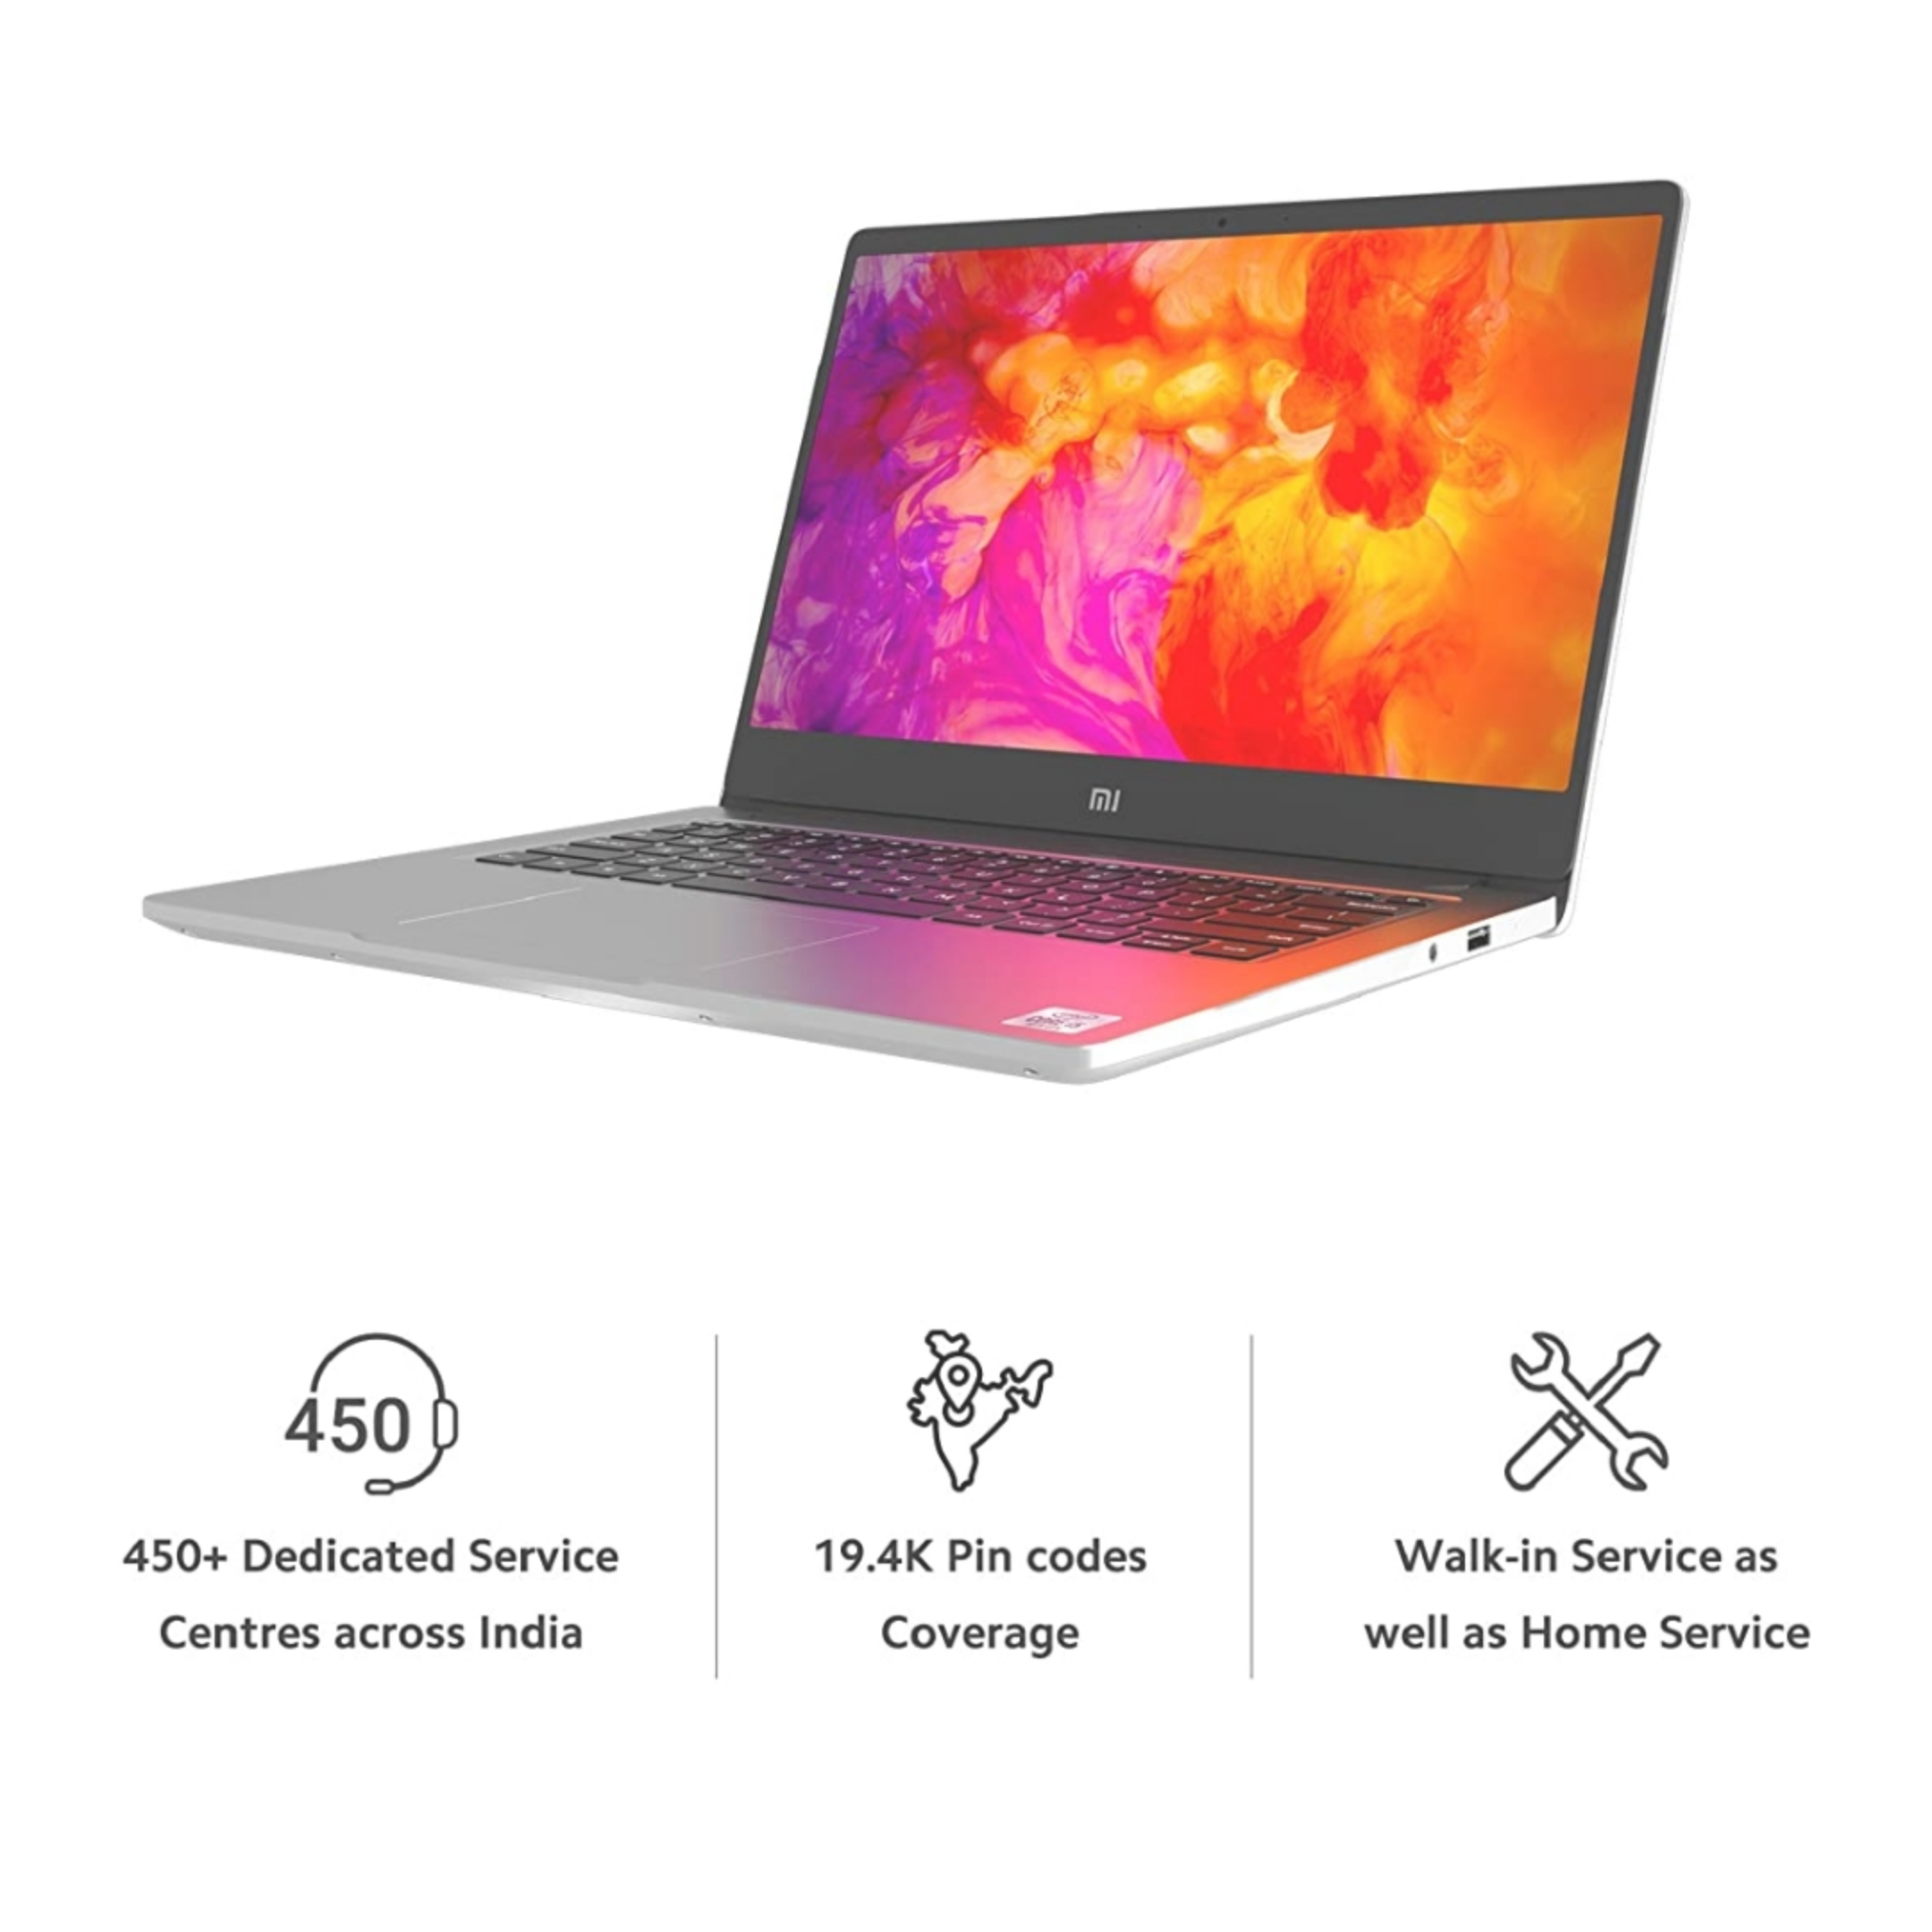 mi
450
450+ Dedicated Service
Centres across India
19.4K Pin codes
Coverage
Walk-in Service as
well as Home Service